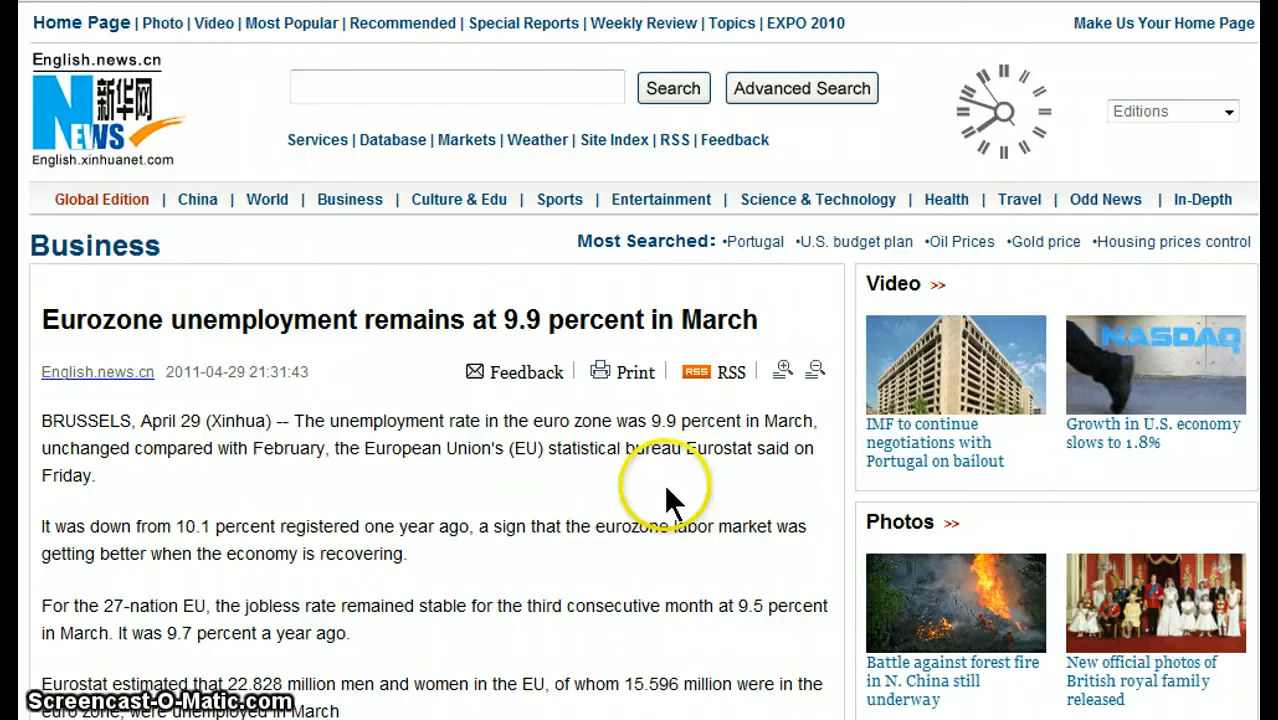 Home Page | Photo | Video | Most Popular | Recommended | Special Reports | Weekly Review | Topics | EXPO 2010
Make Us Your Home Page
English.news.cn
新华网
NEWS
English.xinhuanet.com
Search
Advanced Search
Editions
Services | Database | Markets | Weather | Site Index | RSS | Feedback
Global Edition | China | World | Business | Culture & Edu | Sports | Entertainment | Science & Technology | Health | Travel | Odd News | In-Depth
Business
Most Searched: •Portugal •U.S. budget plan •Oil Prices •Gold price •Housing prices control
Eurozone unemployment remains at 9.9 percent in March
English.news.cn 2011-04-29 21:31:43
Feedback | Print | RSS RSS |
BRUSSELS, April 29 (Xinhua) -- The unemployment rate in the euro zone was 9.9 percent in March,
unchanged compared with February, the European Union's (EU) statistical bureau Eurostat said on
Friday.
It was down from 10.1 percent registered one year ago, a sign that the eurozone labor market was
getting better when the economy is recovering.
For the 27-nation EU, the jobless rate remained stable for the third consecutive month at 9.5 percent
in March. It was 9.7 percent a year ago.
Eurostat estimated that 22.828 million men and women in the EU, of whom 15.596 million were in the
euro zone, were unemployed in March
Screencast-O-Matic.com
Video >>
NASDAQ
IMF to continue
negotiations with
Portugal on bailout
Growth in U.S. economy
slows to 1.8%
Photos >>
Battle against forest fire
in N. China still
underway
New official photos of
British royal family
released